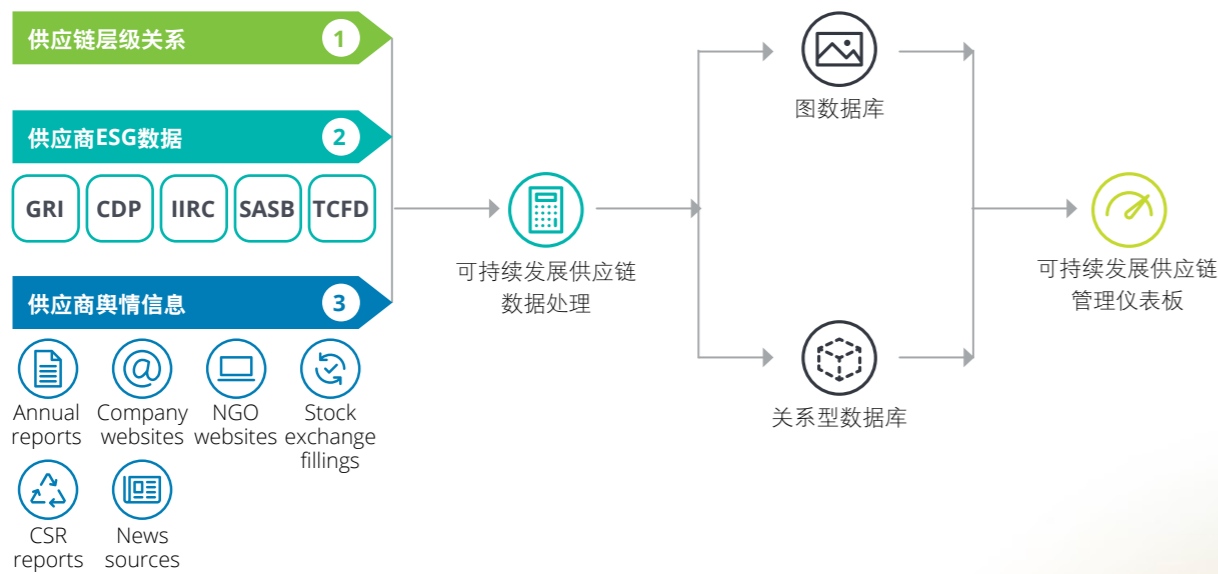 供应链层级关系 1
供应商ESG数据 2
GRI CDP IIRC SASB TCFD
供应商舆情信息 3
Annual reports
Company websites
NGO websites
Stock exchange fillings
CSR reports
News sources
可持续发展供应链
数据处理
图数据库
关系型数据库
可持续发展供应链
管理仪表板